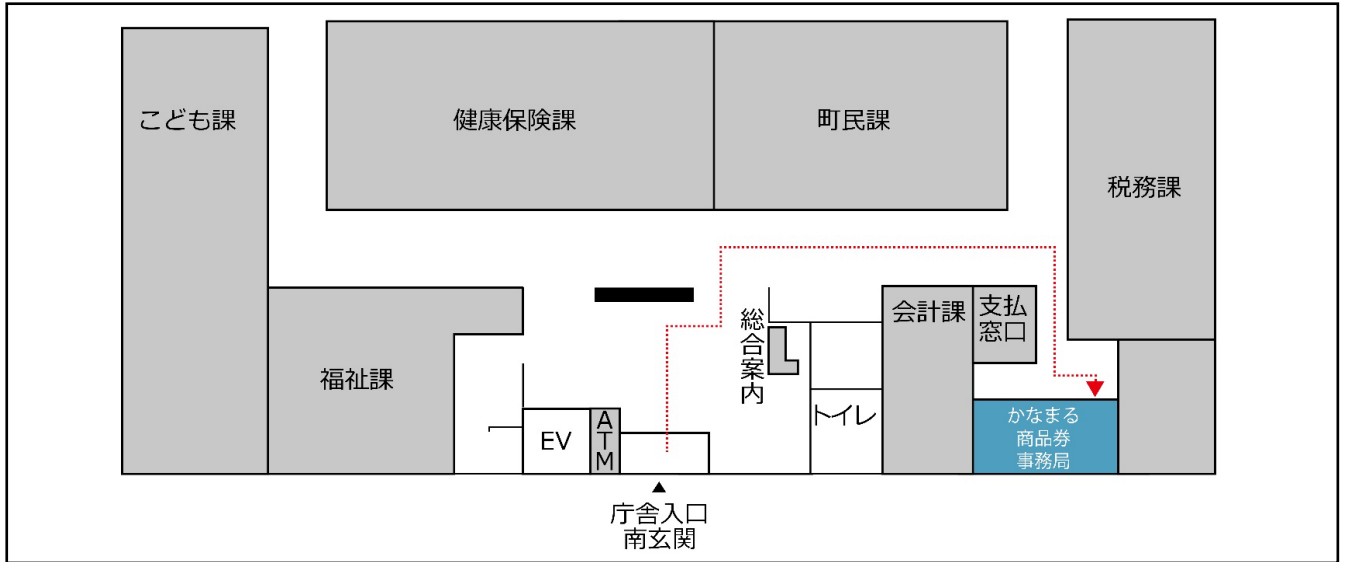 こども課
健康保険課
町民課
税務課
福祉課
総合案内
会計課
支払
窓口
トイレ
EV
ATM
かなまる
商品券
事務局
庁舎入口
南玄関